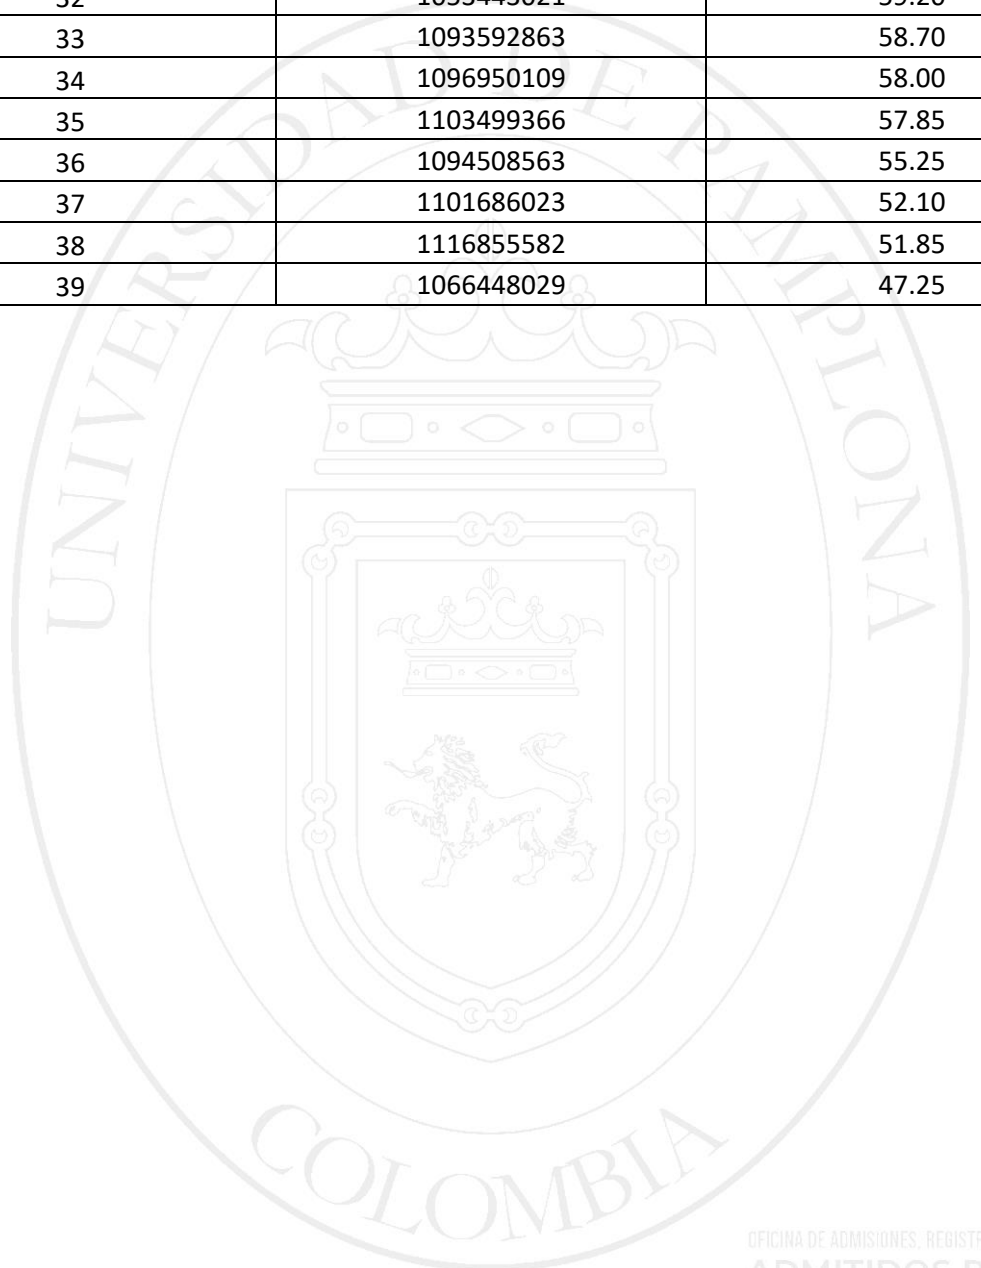 33 1093592863 58.70
34 1096950109 58.00
35 1103499366 57.85
36 1094508563 55.25
37 1101686023 52.10
38 1116855582 51.85
39 1066448029 47.25
UNIVERSIDAD DE PAMPLONA
COLOMBIA
OFICINA DE ADMISIONES,
ADMITIDOS